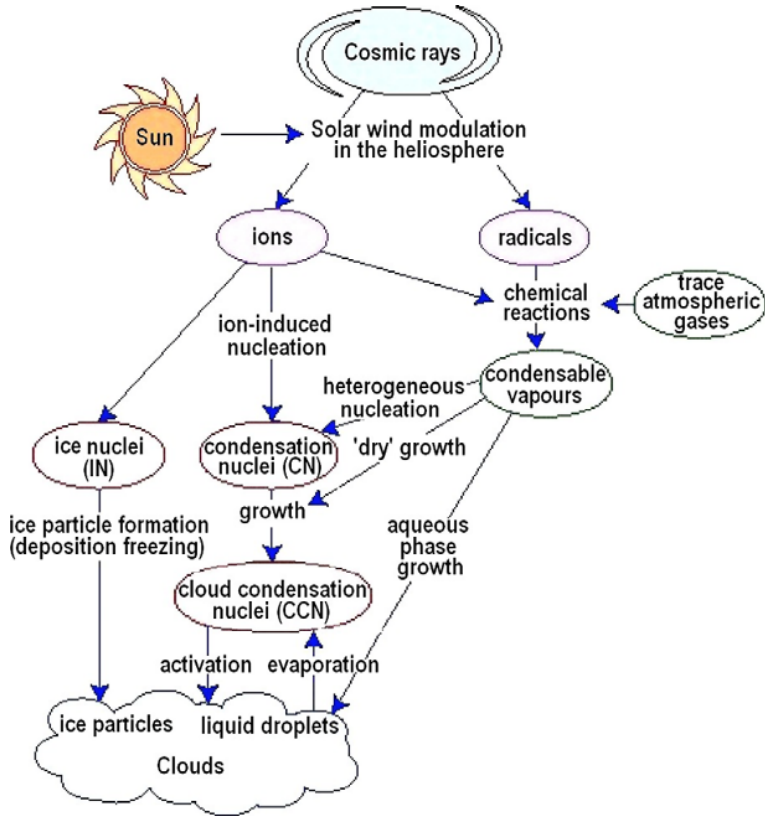 Cosmic rays
Sun
Solar wind modulation
in the heliosphere
ions
radicals
chemical
reactions
trace
atmospheric
gases
ion-induced
nucleation
condensable
vapours
heterogeneous
nucleation
ice nuclei
(IN)
condensation
nuclei (CN)
'dry' growth
growth
ice particle formation
(deposition freezing)
aqueous
phase
growth
cloud condensation
nuclei (CCN)
activation
evaporation
ice particles
liquid droplets
Clouds